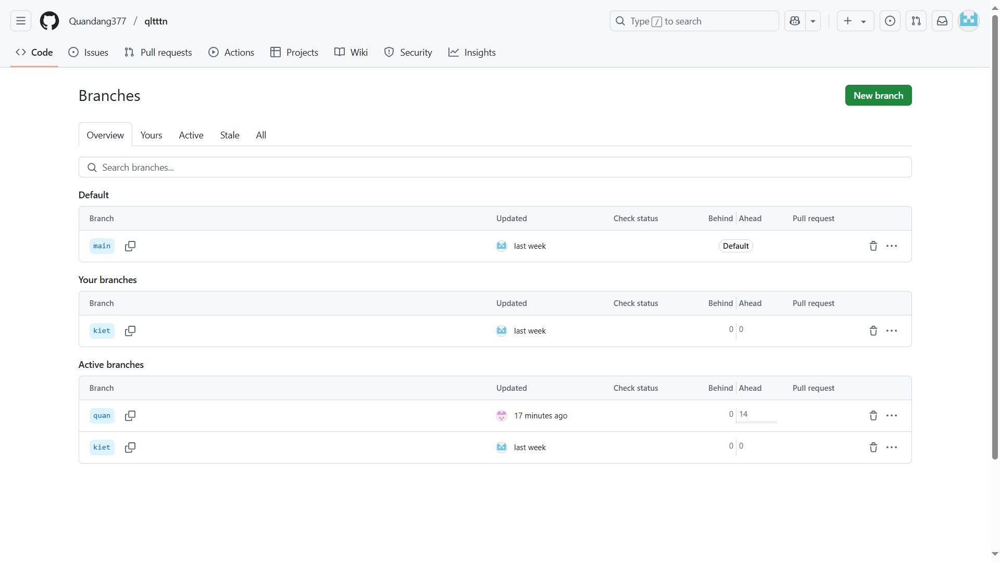 Quandang377 / qltttn
Type / to search
Code
Issues
Pull requests
Actions
Projects
Wiki
Security
Insights
Branches
New branch
Overview
Yours
Active
Stale
All
Search branches...
Default
Branch Updated Check status Behind Ahead Pull request
main last week Default
Your branches
Branch Updated Check status Behind Ahead Pull request
kiet last week 0 0
Active branches
Branch Updated Check status Behind Ahead Pull request
quan 17 minutes ago 0 14
kiet last week 0 0